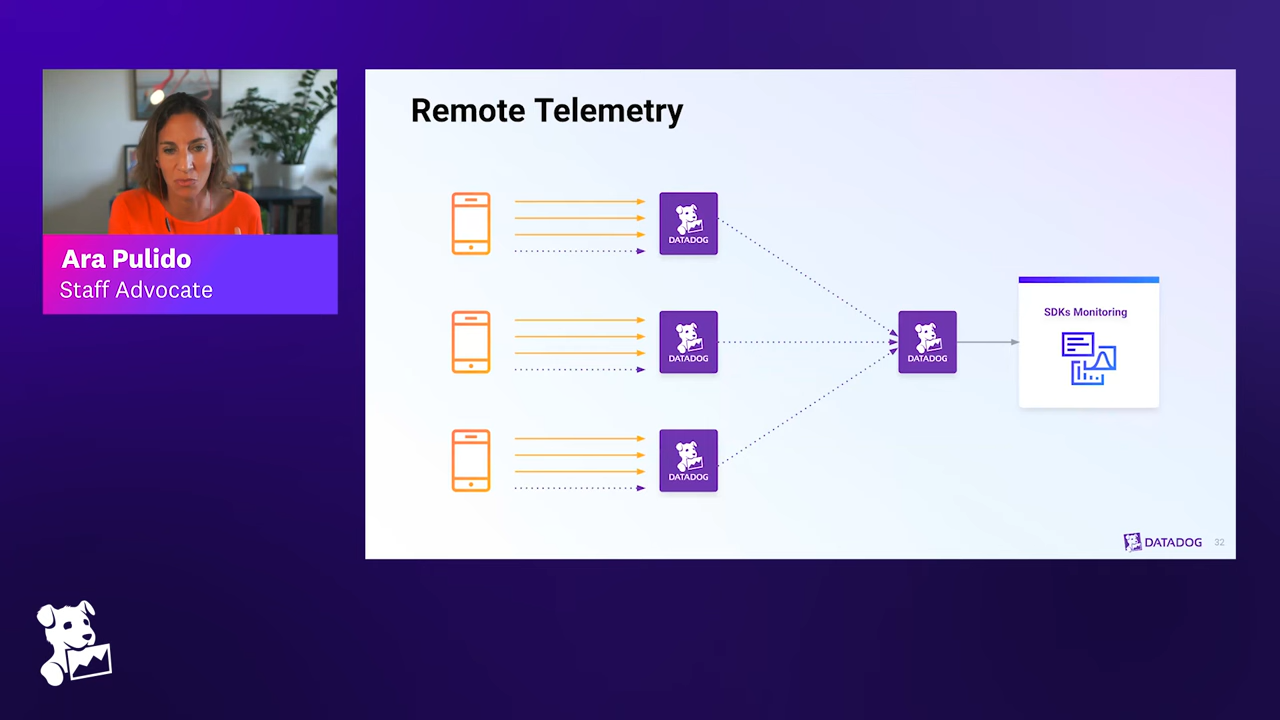 Ara Pulido
Staff Advocate
Remote Telemetry
DATADOG
DATADOG
DATADOG
DATADOG
SDKs Monitoring
DATADOG
32